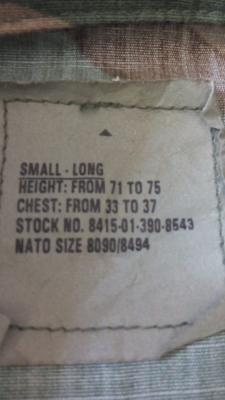 SMALL - LONG
HEIGHT: FROM 71 TO 75
CHEST: FROM 33 TO 37
STOCK NO. 8415-01-390-8543
NATO SIZE 8090/8494